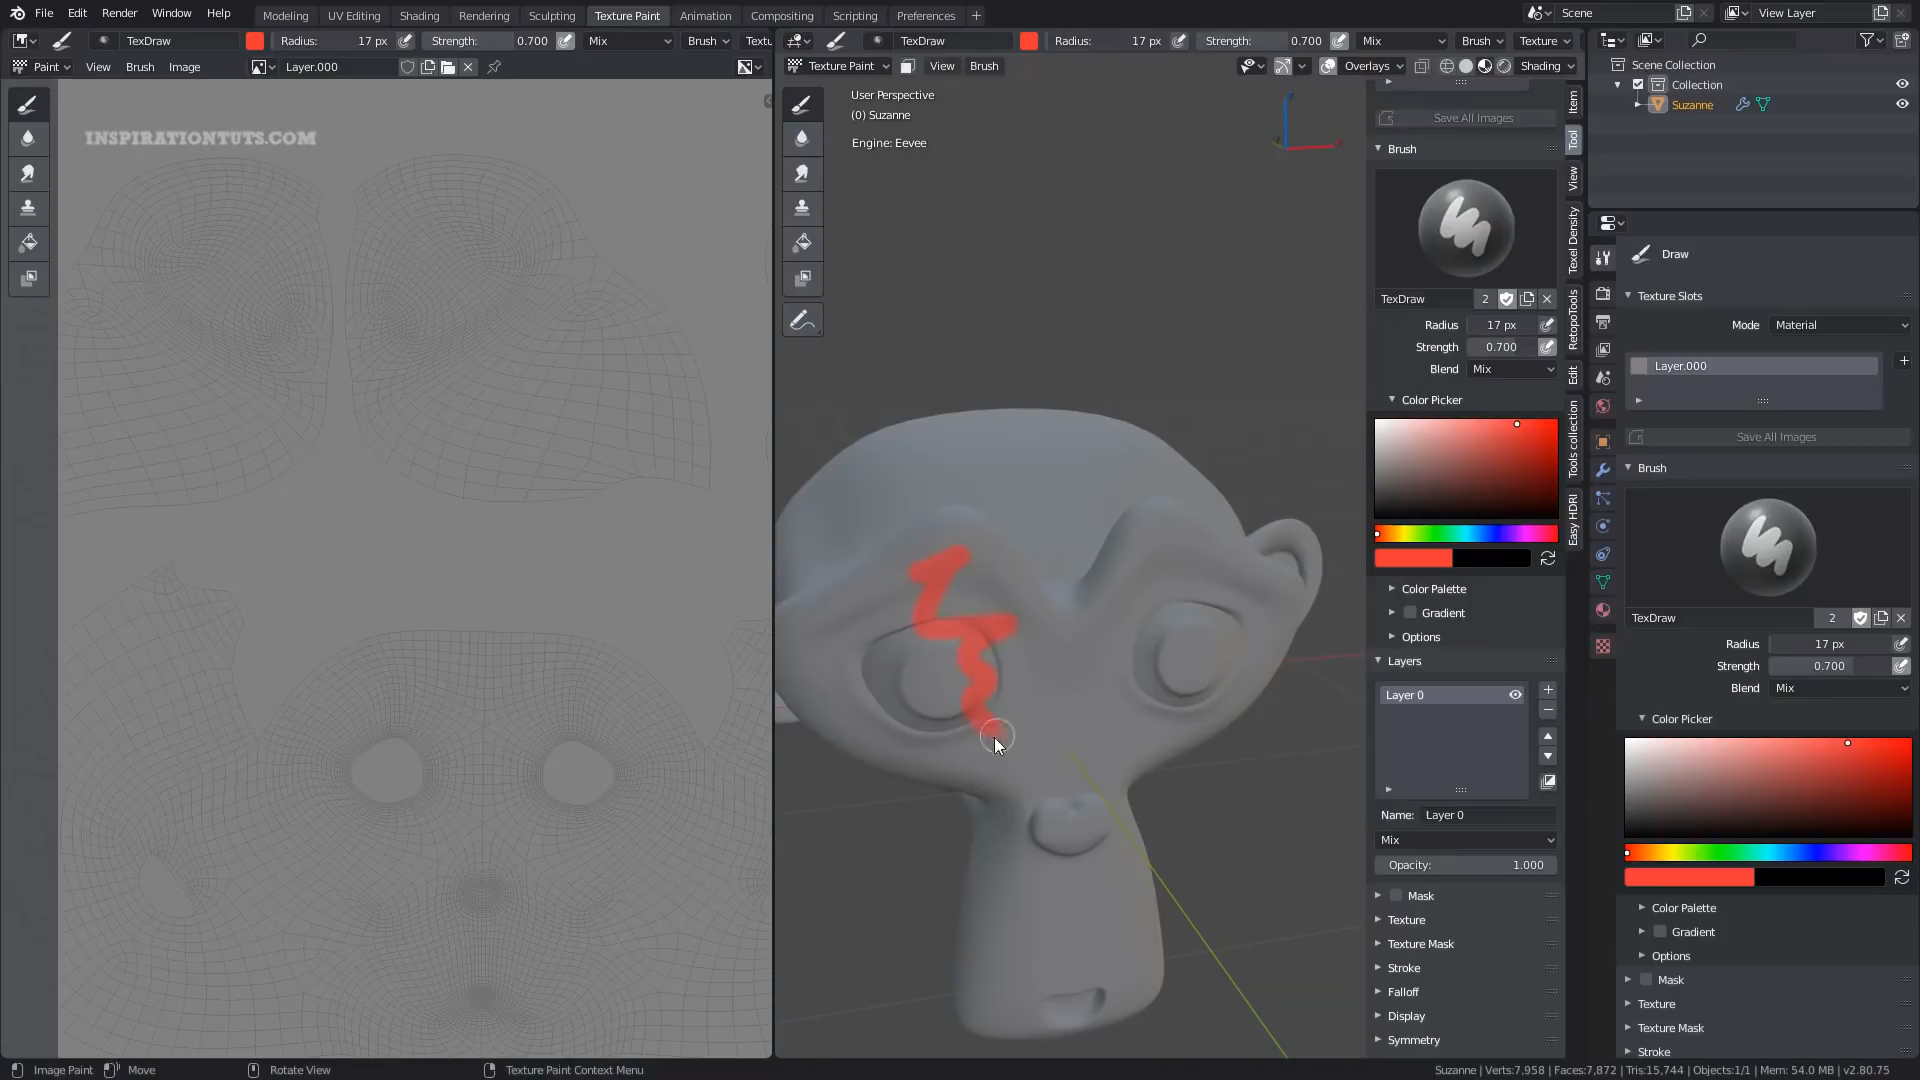 File Edit Render Window Help Modeling UV Editing Shading Rendering Sculpting Texture Paint Animation Compositing Scripting Preferences + Scene View Layer
TexDraw Radius: 17 px Strength: 0.700 Mix Brush Textu
TexDraw Radius: 17 px Strength: 0.700 Mix Brush Texture
Paint View Brush Image Layer.000
Texture Paint View Brush Overlays Shading
INSPIRATIONTUTS.COM
User Perspective
(0) Suzanne
Engine: Eevee
Save All Images
Brush
TexDraw 2
Radius 17 px
Strength 0.700
Blend Mix
Color Picker
Color Palette
Gradient
Options
Layers
Layer 0
Name: Layer 0
Mix
Opacity: 1.000
Mask
Texture
Texture Mask
Stroke
Falloff
Display
Symmetry
Item
Tool
View
Texel Density
RetopoTools
Edit
Tools collection
Easy HDRI
Scene Collection
Collection
Suzanne
Draw
Texture Slots
Mode Material
Layer.000
Save All Images
Brush
TexDraw 2
Radius 17 px
Strength 0.700
Blend Mix
Color Picker
Color Palette
Gradient
Options
Mask
Texture
Texture Mask
Stroke
Image Paint Move Rotate View Texture Paint Context Menu Suzanne | Verts:7,958 | Faces:7,872 | Tris:15,744 | Objects:1/1 | Mem: 54.0 MB | v2.80.75